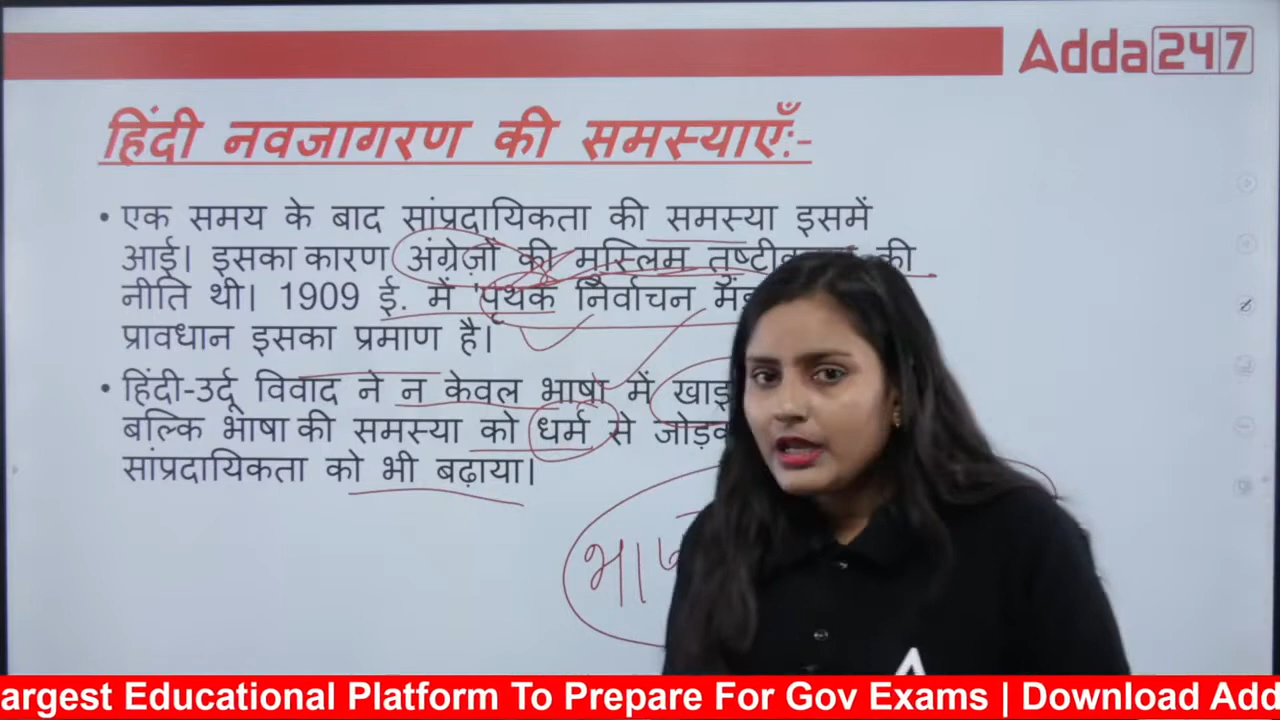 Adda247
हिंदी नवजागरण की समस्याएँ:-
• एक समय के बाद सांप्रदायिकता की समस्या इसमें
आई। इसका कारण अंग्रेज़ों की मुस्लिम की
नीति थी। 1909 ई. में 'पृथक निर्वाचन
प्रावधान इसका प्रमाण है।
• हिंदी-उर्दू विवाद ने न केवल भाषा में
बल्कि भाषा की समस्या को धर्म से
सांप्रदायिकता को भी बढ़ाया।
argest Educational Platform To Prepare For Gov Exams | Download Add